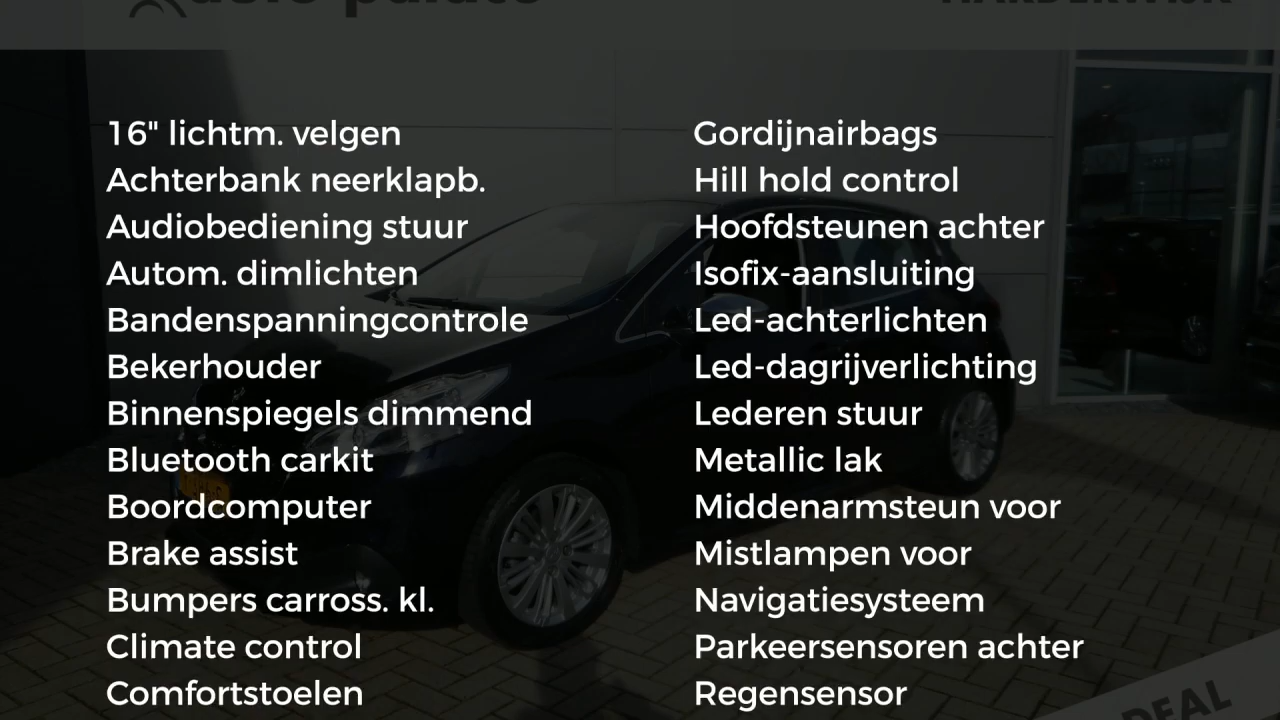 16" lichtm. velgen
Achterbank neerklapb.
Audiobediening stuur
Autom. dimlichten
Bandenspanningcontrole
Bekerhouder
Binnenspiegels dimmend
Bluetooth carkit
Boordcomputer
Brake assist
Bumpers carross. kl.
Climate control
Comfortstoelen
Gordijnairbags
Hill hold control
Hoofdsteunen achter
Isofix-aansluiting
Led-achterlichten
Led-dagrijverlichting
Lederen stuur
Metallic lak
Middenarmsteun voor
Mistlampen voor
Navigatiesysteem
Parkeersensoren achter
Regensensor
DEAL